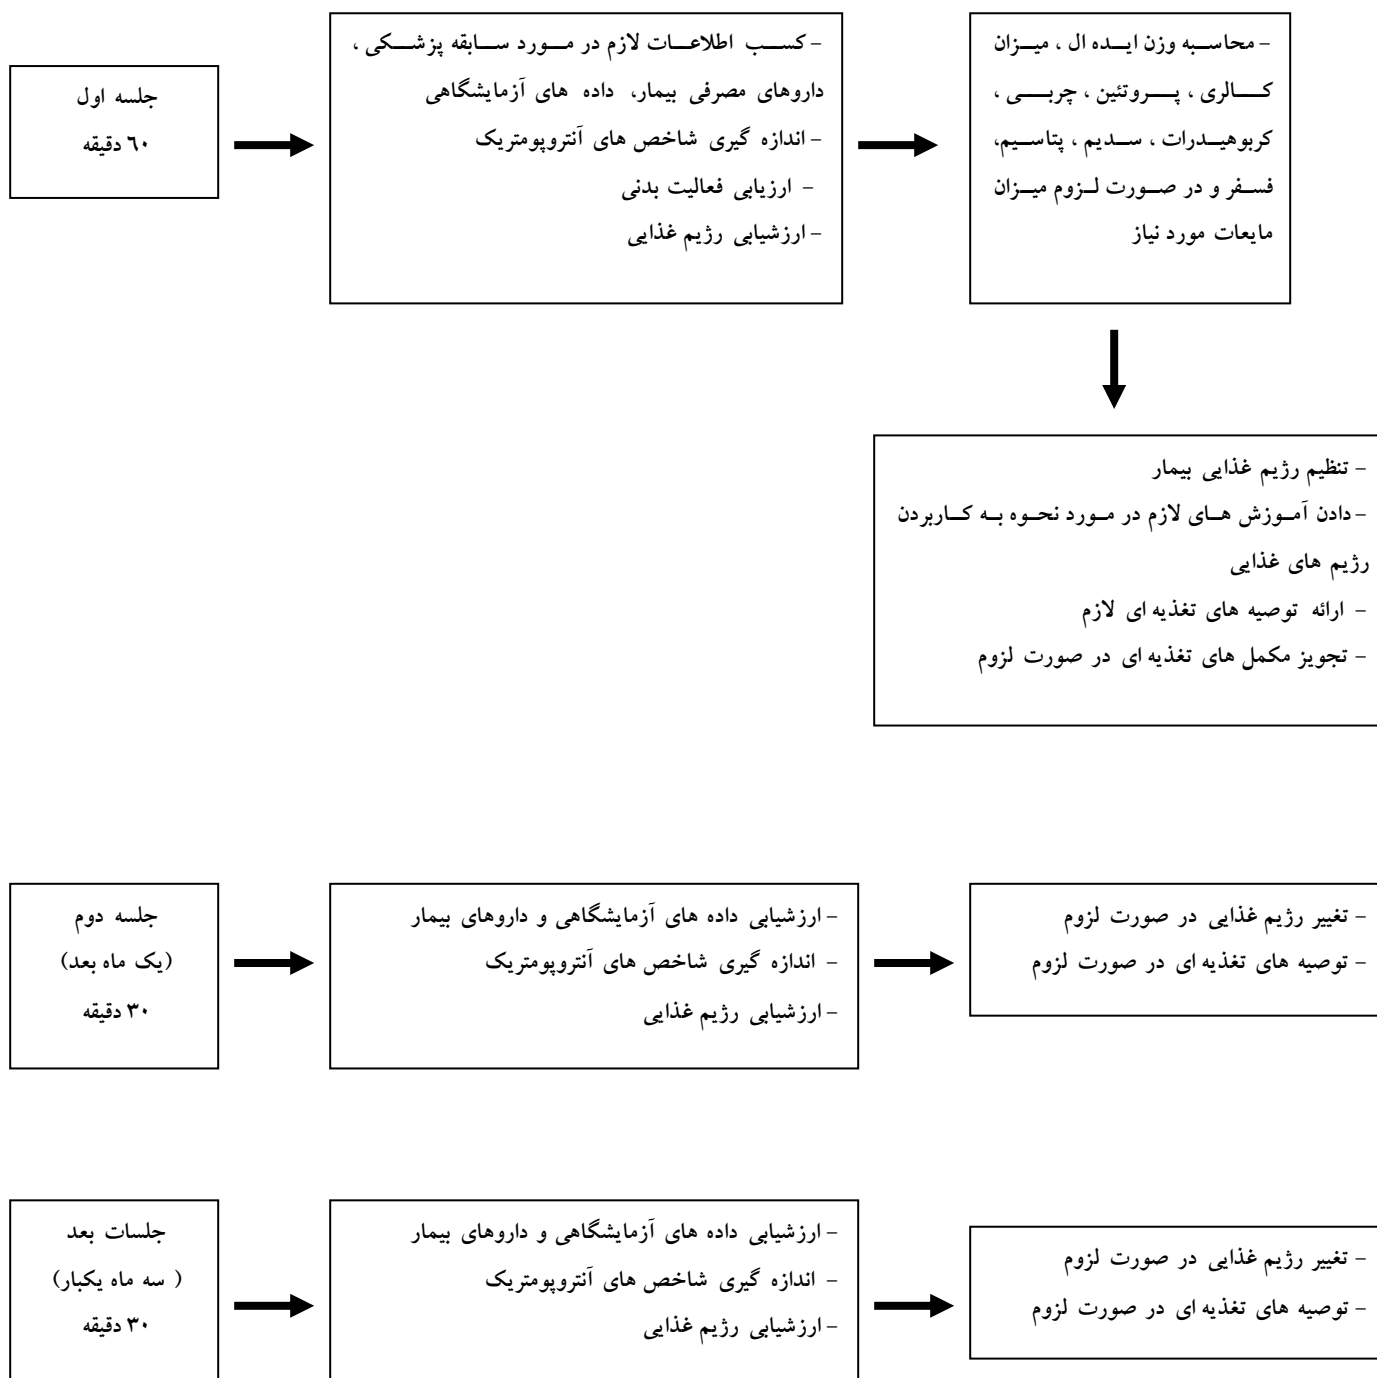 جلسه اول
٦٠ دقیقه
- کسب اطلاعات لازم در مورد سابقه پزشکی ،
داروهای مصرفی بیمار، داده های آزمایشگاهی
- اندازه گیری شاخص های آنتروپومتریک
- ارزیابی فعالیت بدنی
- ارزشیابی رژیم غذایی
- محاسبه وزن ایده ال ، میزان
کالری ، پروتئین ، چربی ،
کربوهیدرات ، سدیم ، پتاسیم،
فسفر و در صورت لزوم میزان
مایعات مورد نیاز
- تنظیم رژیم غذایی بیمار
- دادن آموزش های لازم در مورد نحوه به کاربردن
رژیم های غذایی
- ارائه توصیه های تغذیه ای لازم
- تجویز مکمل های تغذیه ای در صورت لزوم
جلسه دوم
(یک ماه بعد)
۳۰ دقیقه
- ارزشیابی داده های آزمایشگاهی و داروهای بیمار
- اندازه گیری شاخص های آنتروپومتریک
- ارزشیابی رژیم غذایی
- تغییر رژیم غذایی در صورت لزوم
- توصیه های تغذیه ای در صورت لزوم
جلسات بعد
( سه ماه یکبار)
۳۰ دقیقه
- ارزشیابی داده های آزمایشگاهی و داروهای بیمار
- اندازه گیری شاخص های آنتروپومتریک
- ارزشیابی رژیم غذایی
- تغییر رژیم غذایی در صورت لزوم
- توصیه های تغذیه ای در صورت لزوم